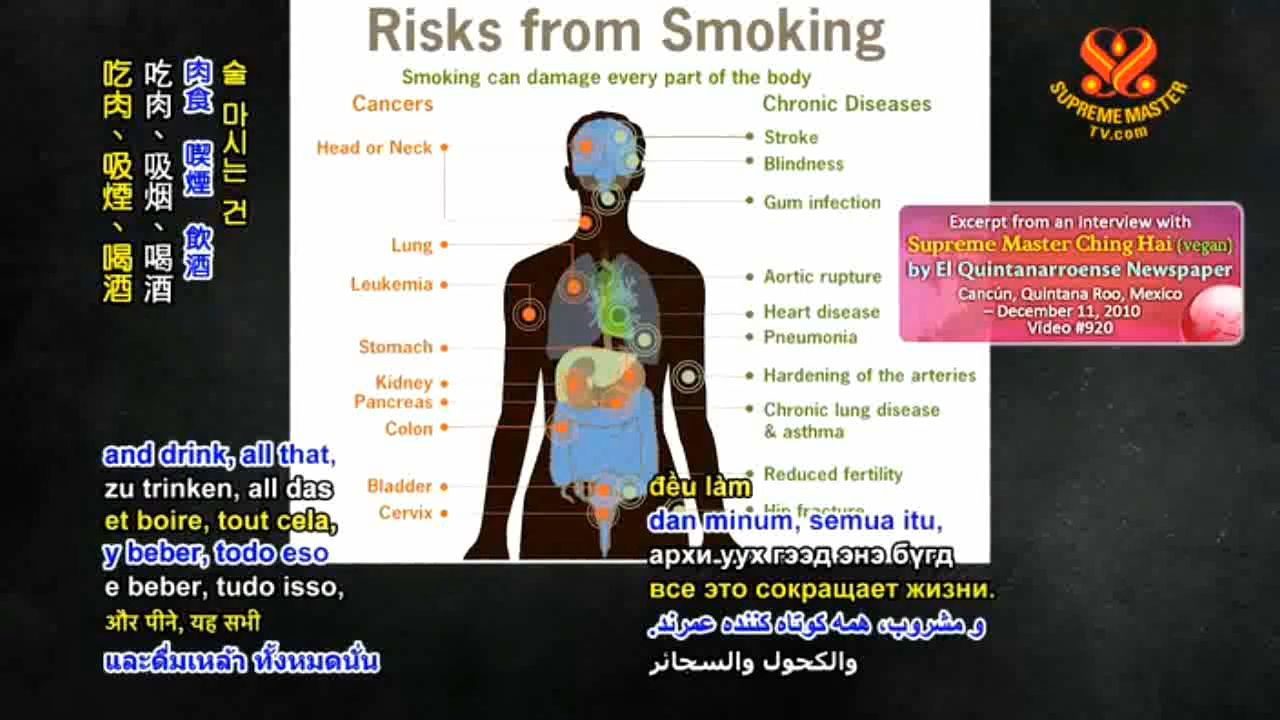 Risks from Smoking
Smoking can damage every part of the body
Cancers
Head or Neck
Lung
Leukemia
Stomach
Kidney
Pancreas
Colon
Bladder
Cervix
Chronic Diseases
Stroke
Blindness
Gum infection
Aortic rupture
Heart disease
Pneumonia
Hardening of the arteries
Chronic lung disease
& asthma
Reduced fertility
Hip fracture
SUPREME MASTER
TV.com
Excerpt from an Interview with
Supreme Master Ching Hai (vegan)
by El Quintanarroense Newspaper
Cancún, Quintana Roo, Mexico
– December 11, 2010
Video #920
술 마시는 건
肉食 喫煙 飲酒
吃肉、吸烟、喝酒
吃肉、吸煙、喝酒
and drink, all that,
zu trinken, all das
et boire, tout cela,
y beber, todo eso
e beber, tudo isso,
और पीने, यह सभी
และดื่มเหล้า ทั้งหมดนั่น
đều làm
dan minum, semua itu,
архи уух гээд энэ бүгд
все это сокращает жизни.
و مشروب، همه کوتاه کننده عمرند.
والكحول والسجائر